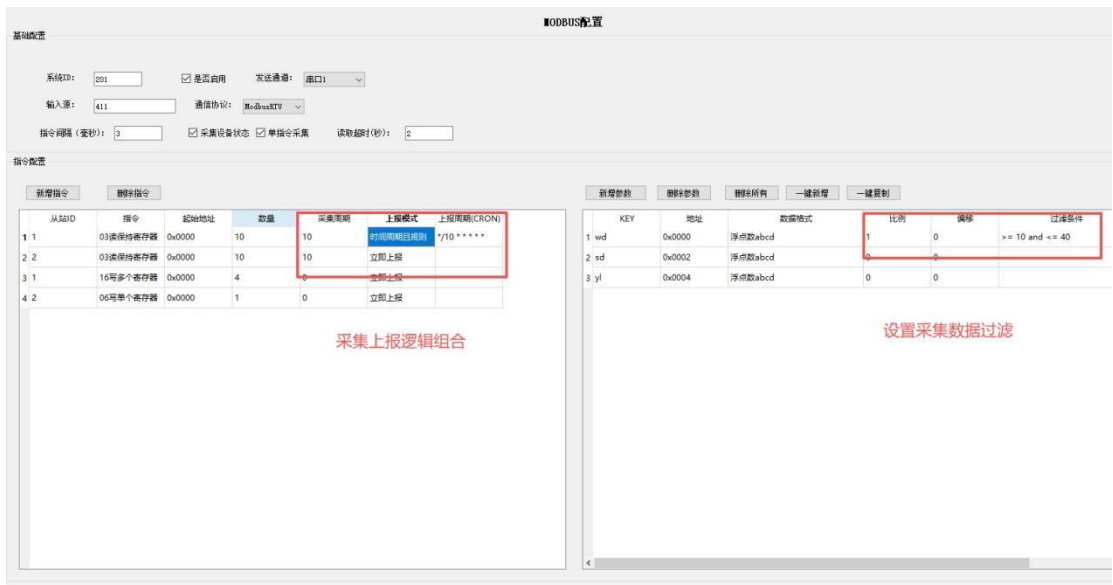 MODBUS配置
基础配置
系统ID: 201 是否启用 发送通道: 串口1
输入源: 411 通信协议: ModbusRTU
指令间隔（毫秒）: 3 采集设备状态 单指令采集 读取超时(秒): 2
指令配置
新增指令 删除指令 新增参数 删除参数 删除所有 一键新增 一键复制
从站ID 指令 起始地址 数量 采集周期 上报模式 上报周期(CRON)
1 1 03读保持寄存器 0x0000 10 10 时间周期且规则 */10 * * * * *
2 2 03读保持寄存器 0x0000 10 10 立即上报
3 1 16写多个寄存器 0x0000 4 0 立即上报
4 2 06写单个寄存器 0x0000 1 0 立即上报
采集上报逻辑组合
KEY 地址 数据格式 比例 偏移 过滤条件
1 wd 0x0000 浮点数abcd 1 0 >= 10 and <= 40
2 sd 0x0002 浮点数abcd 0 0
3 yl 0x0004 浮点数abcd 0 0
设置采集数据过滤